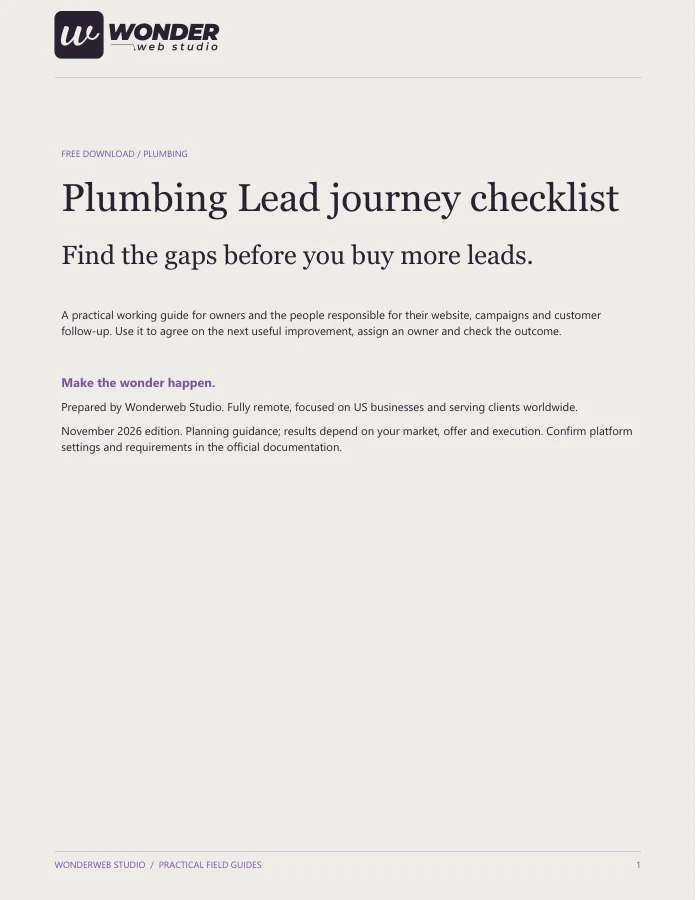 w WONDER
web studio
FREE DOWNLOAD / PLUMBING
Plumbing Lead journey checklist
Find the gaps before you buy more leads.
A practical working guide for owners and the people responsible for their website, campaigns and customer
follow-up. Use it to agree on the next useful improvement, assign an owner and check the outcome.
Make the wonder happen.
Prepared by Wonderweb Studio. Fully remote, focused on US businesses and serving clients worldwide.
November 2026 edition. Planning guidance; results depend on your market, offer and execution. Confirm platform
settings and requirements in the official documentation.
WONDERWEB STUDIO / PRACTICAL FIELD GUIDES 1